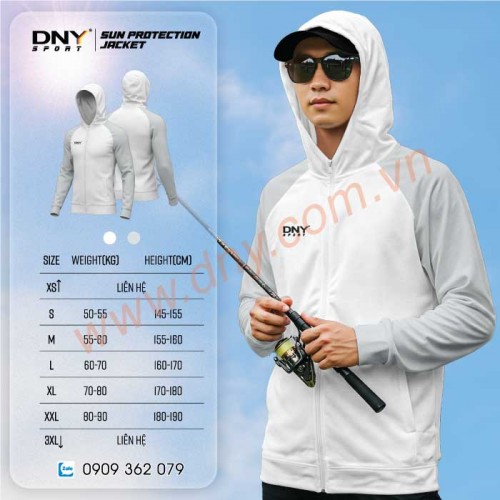 DNY
SPORT
SUN PROTECTION
JACKET
DNY
SPORT
www.dny.com.vn
SIZE WEIGHT(KG) HEIGHT(CM)
XS↑ LIÊN HỆ
S 50-55 145-155
M 55-60 155-160
L 60-70 160-170
XL 70-80 170-180
XXL 80-90 180-190
3XL↓ LIÊN HỆ
Zalo 0909 362 079